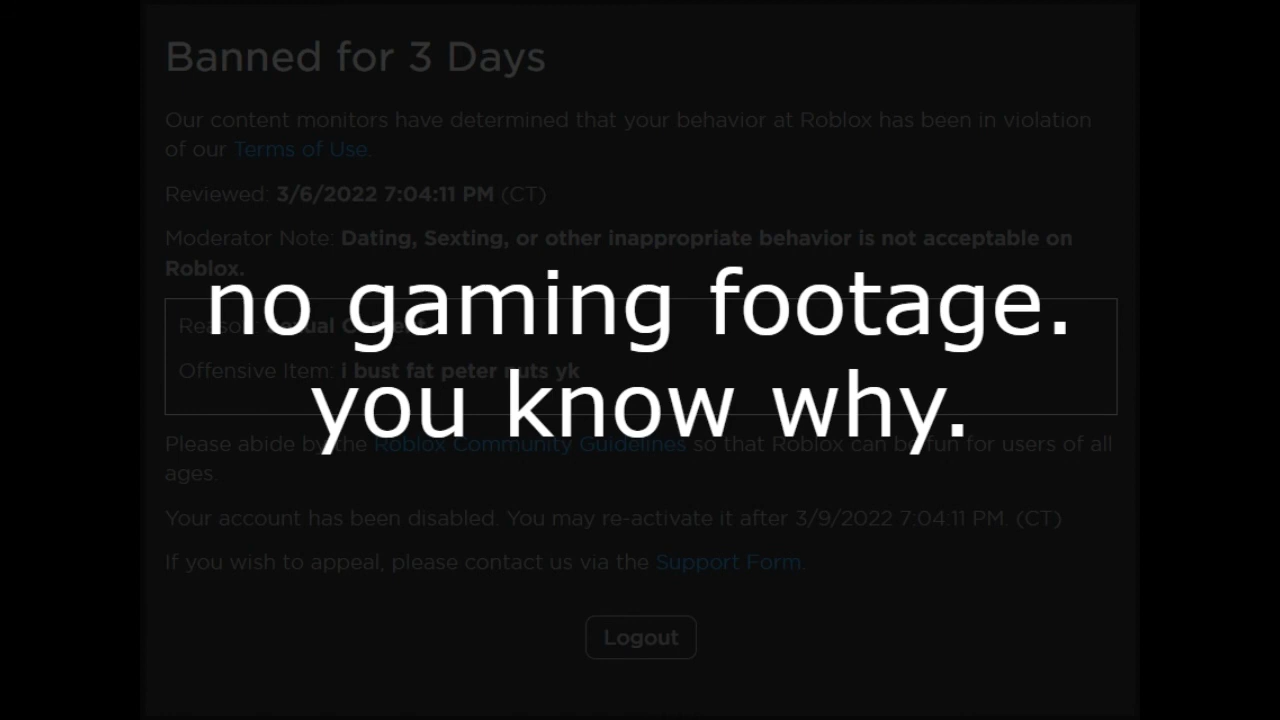 Banned for 3 Days
Our content monitors have determined that your behavior at Roblox has been in violation
of our Terms of Use.
Reviewed: 3/6/2022 7:04:11 PM (CT)
Moderator Note: Dating, Sexting, or other inappropriate behavior is not acceptable on
Roblox.
no gaming footage.
Reason: Sexual Content
Offensive Item: i bust fat peter nuts yk
you know why.
Please abide by the Roblox Community Guidelines so that Roblox can be fun for users of all
ages.
Your account has been disabled. You may re-activate it after 3/9/2022 7:04:11 PM. (CT)
If you wish to appeal, please contact us via the Support Form.
Logout